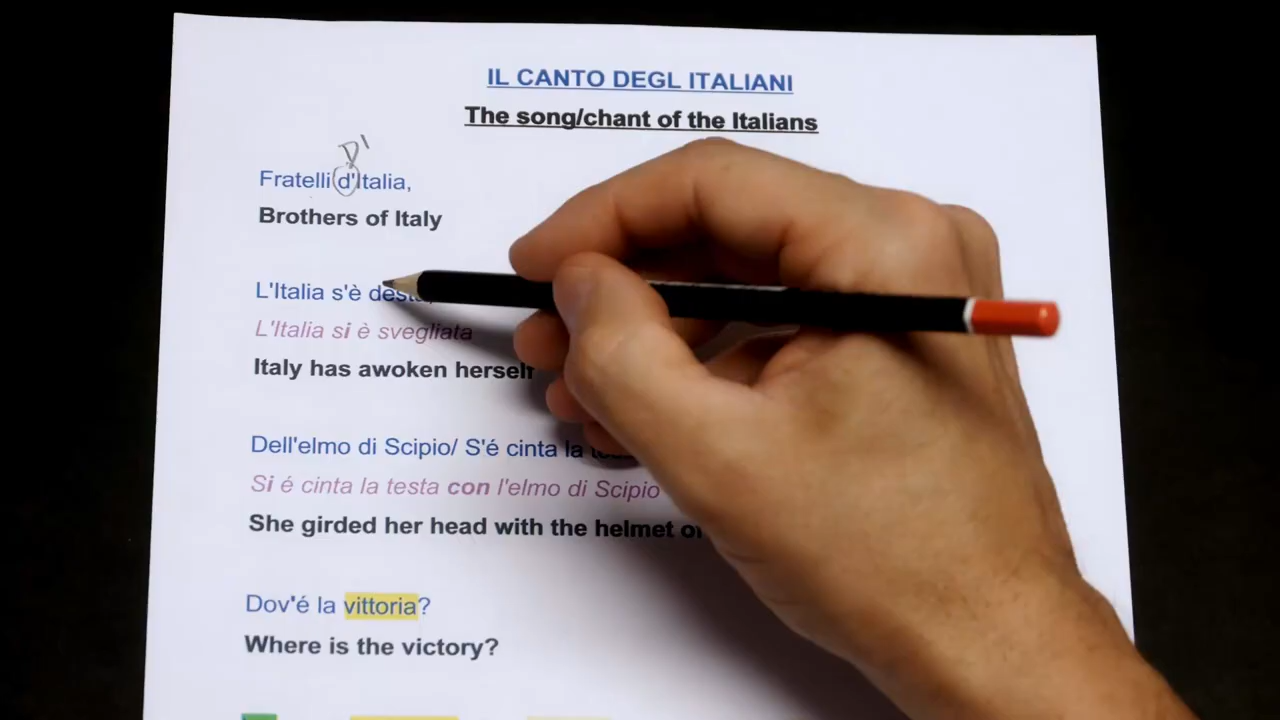 IL CANTO DEGL ITALIANI
The song/chant of the Italians
D'
Fratelli d'Italia,
Brothers of Italy
L'Italia s'è desta,
L'Italia si è svegliata
Italy has awoken herself
Dell'elmo di Scipio/ S'é cinta la
Si é cinta la testa con l'elmo di Scipio
She girded her head with the helmet of
Dov'é la vittoria?
Where is the victory?